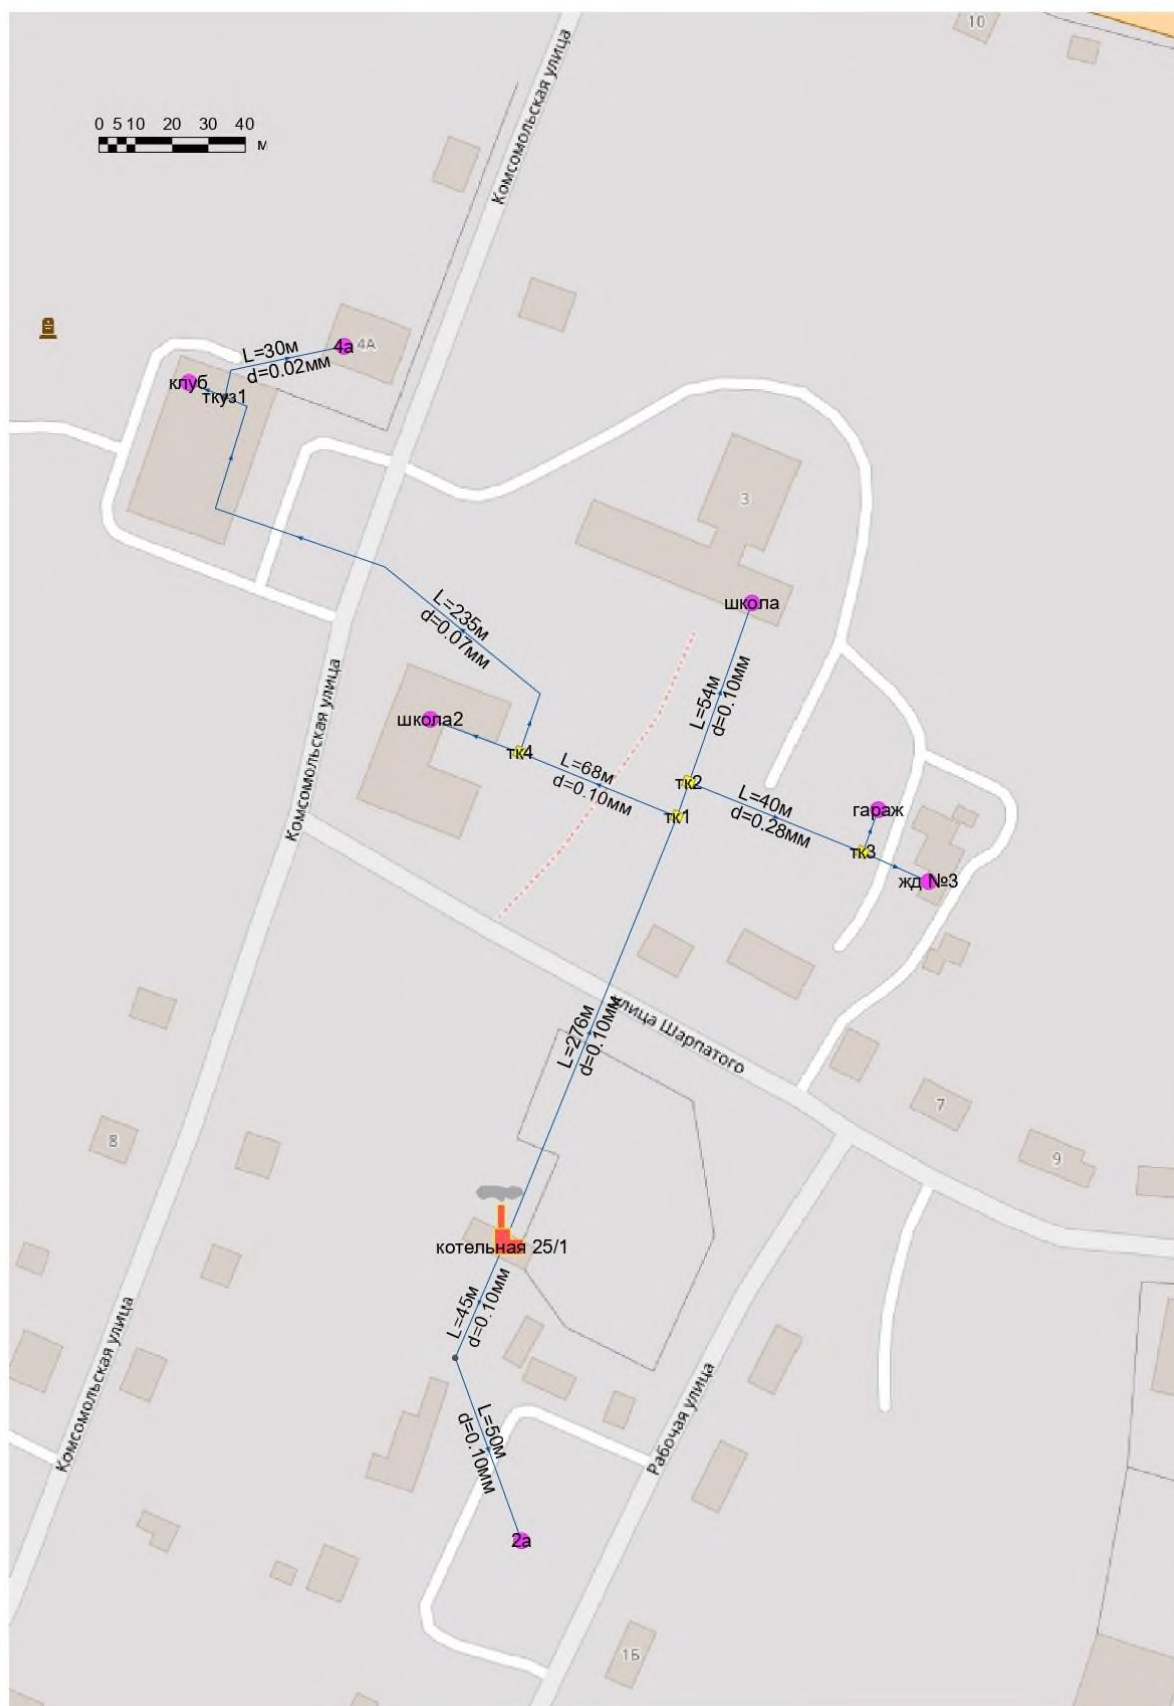 10
0 5 10 20 30 40
м
Комсомольская улица
4а
4А
L=30м
d=0.02мм
клуб
ткуз1
3
школа
L=235м
d=0.07мм
L=54м
d=0.10мм
школа2
тк4
L=68м
d=0.10мм
тк2
тк1
L=40м
d=0.28мм
гараж
тк3
жд №3
Комсомольская улица
L=276м
d=0.10мм
улица Шарпатого
7
8
9
котельная 25/1
L=45м
d=0.10мм
Комсомольская улица
L=50м
d=0.10мм
Рабочая улица
2а
1Б